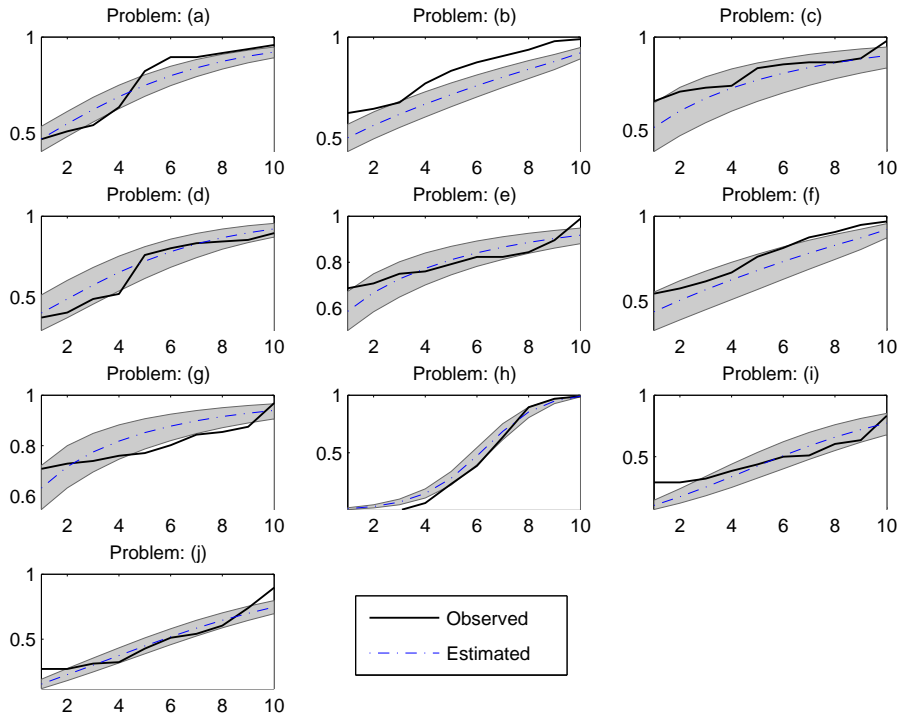 Problem: (a)
1
0.5
2 4 6 8 10
Problem: (b)
1
0.5
2 4 6 8 10
Problem: (c)
1
0.5
2 4 6 8 10
Problem: (d)
1
0.5
2 4 6 8 10
Problem: (e)
1
0.8
0.6
2 4 6 8 10
Problem: (f)
1
0.5
2 4 6 8 10
Problem: (g)
1
0.8
0.6
2 4 6 8 10
Problem: (h)
1
0.5
2 4 6 8 10
Problem: (i)
1
0.5
2 4 6 8 10
Problem: (j)
1
0.5
2 4 6 8 10
Observed
Estimated